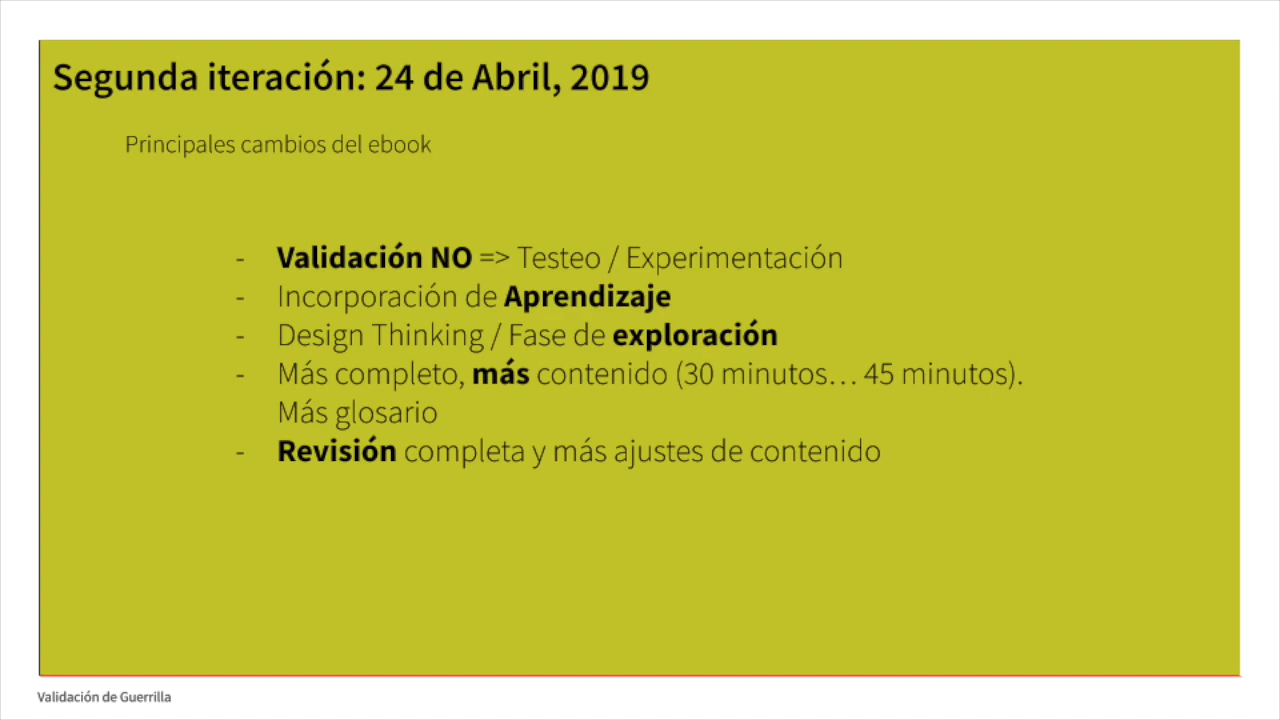 Segunda iteración: 24 de Abril, 2019
Principales cambios del ebook
- Validación NO => Testeo / Experimentación
- Incorporación de Aprendizaje
- Design Thinking / Fase de exploración
- Más completo, más contenido (30 minutos… 45 minutos).
Más glosario
- Revisión completa y más ajustes de contenido
Validación de Guerrilla